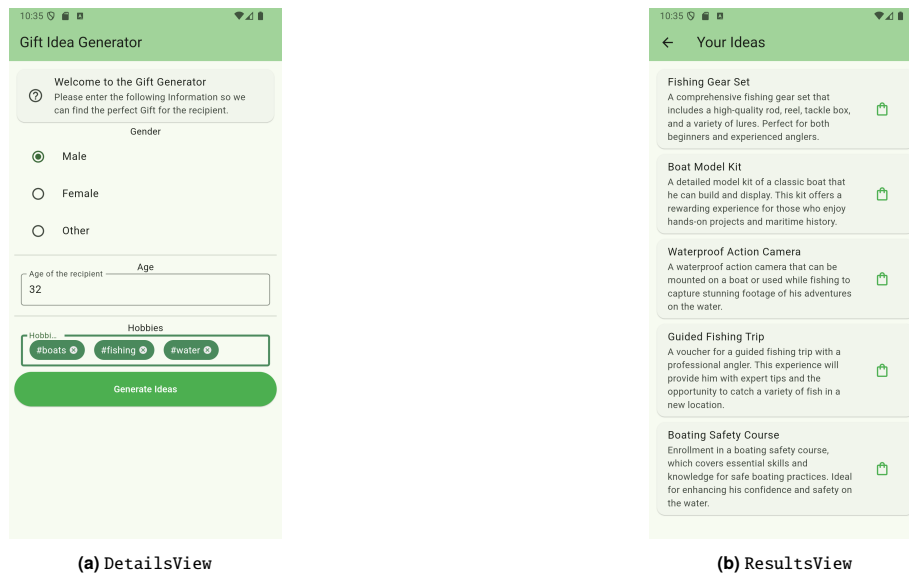 10:35
Gift Idea Generator
Welcome to the Gift Generator
Please enter the following Information so we
can find the perfect Gift for the recipient.
Gender
Male
Female
Other
Age
Age of the recipient
32
Hobbies
Hobbi...
#boats #fishing #water
Generate Ideas
(a) DetailsView
10:35
Your Ideas
Fishing Gear Set
A comprehensive fishing gear set that
includes a high-quality rod, reel, tackle box,
and a variety of lures. Perfect for both
beginners and experienced anglers.
Boat Model Kit
A detailed model kit of a classic boat that
he can build and display. This kit offers a
rewarding experience for those who enjoy
hands-on projects and maritime history.
Waterproof Action Camera
A waterproof action camera that can be
mounted on a boat or used while fishing to
capture stunning footage of his adventures
on the water.
Guided Fishing Trip
A voucher for a guided fishing trip with a
professional angler. This experience will
provide him with expert tips and the
opportunity to catch a variety of fish in a
new location.
Boating Safety Course
Enrollment in a boating safety course,
which covers essential skills and
knowledge for safe boating practices. Ideal
for enhancing his confidence and safety on
the water.
(b) ResultsView